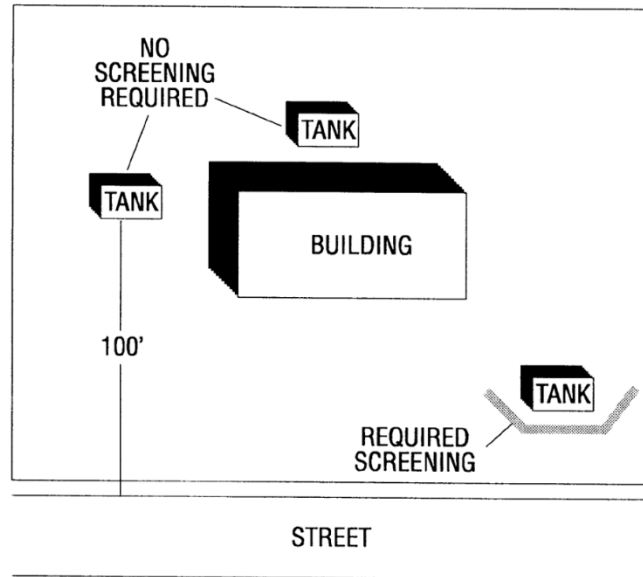 NO
SCREENING
REQUIRED
TANK
TANK
BUILDING
100'
TANK
REQUIRED
SCREENING
STREET